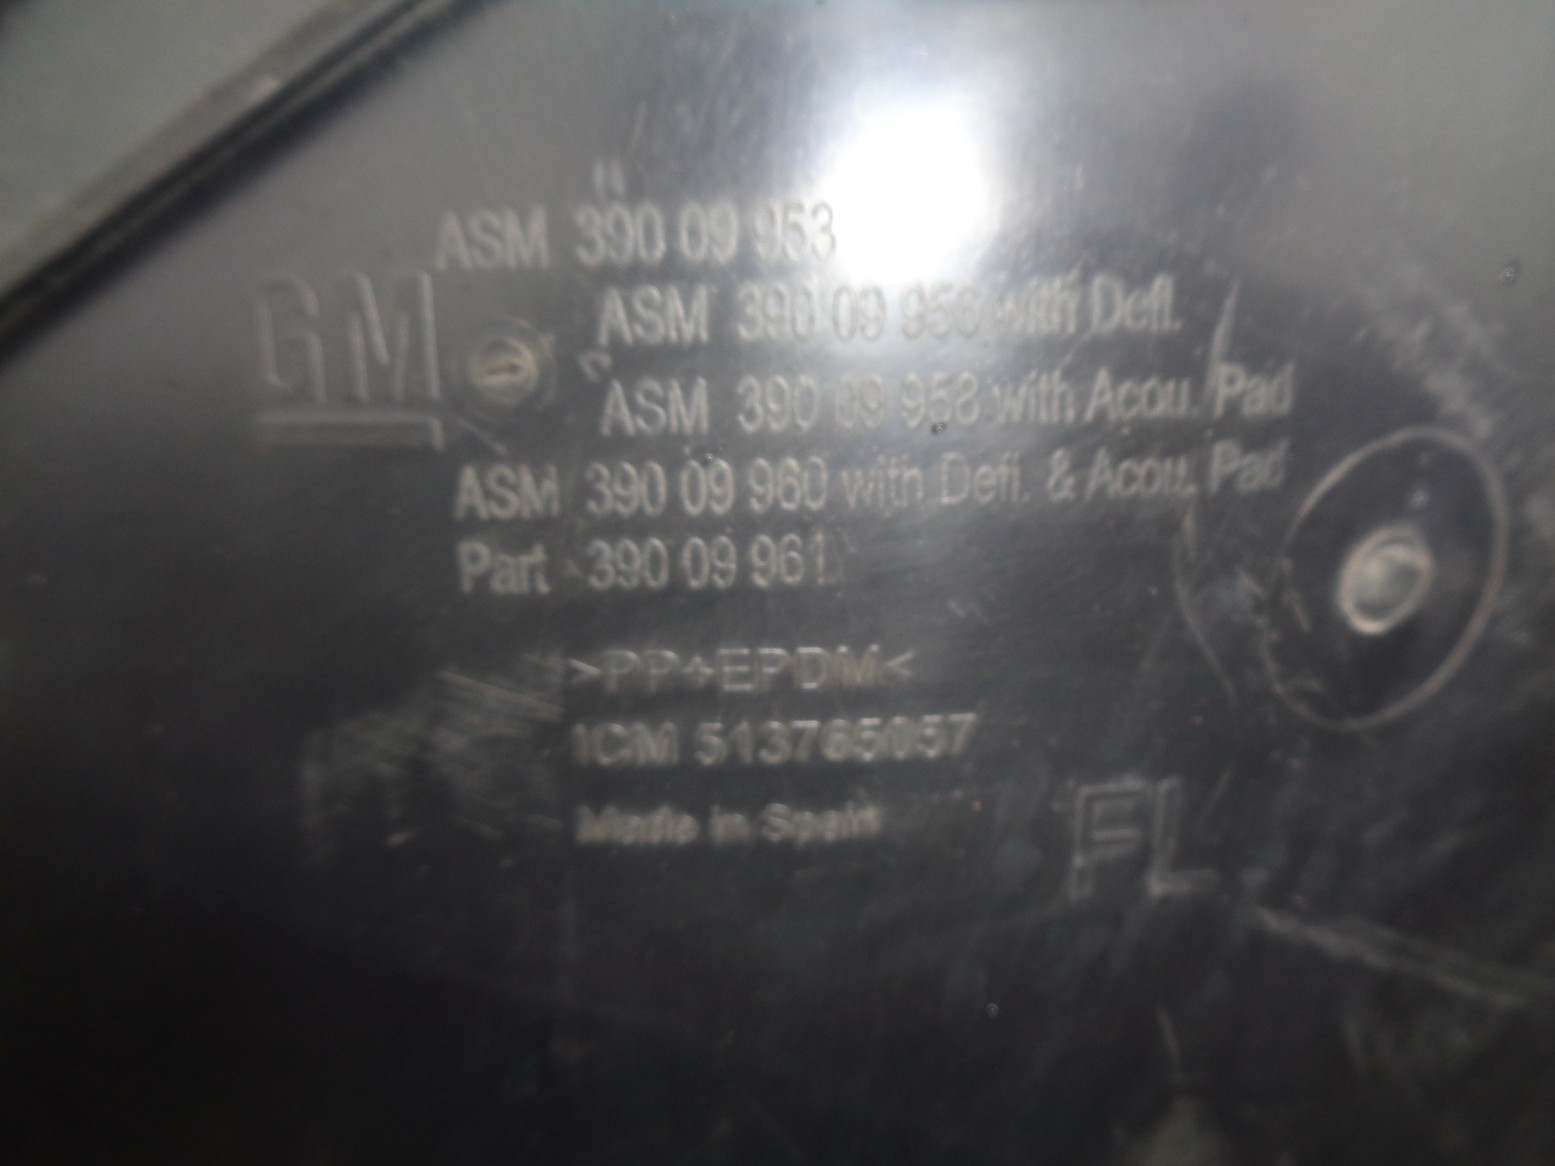 ASM 390 09 953
GM
ASM 390 09 956 with Defl.
ASM 390 09 958 with Acou. Pad
ASM 390 09 960 with Defl. & Acou. Pad
Part 390 09 961
>PP+EPDM<
ICM 513765057
Made in Spain
FL